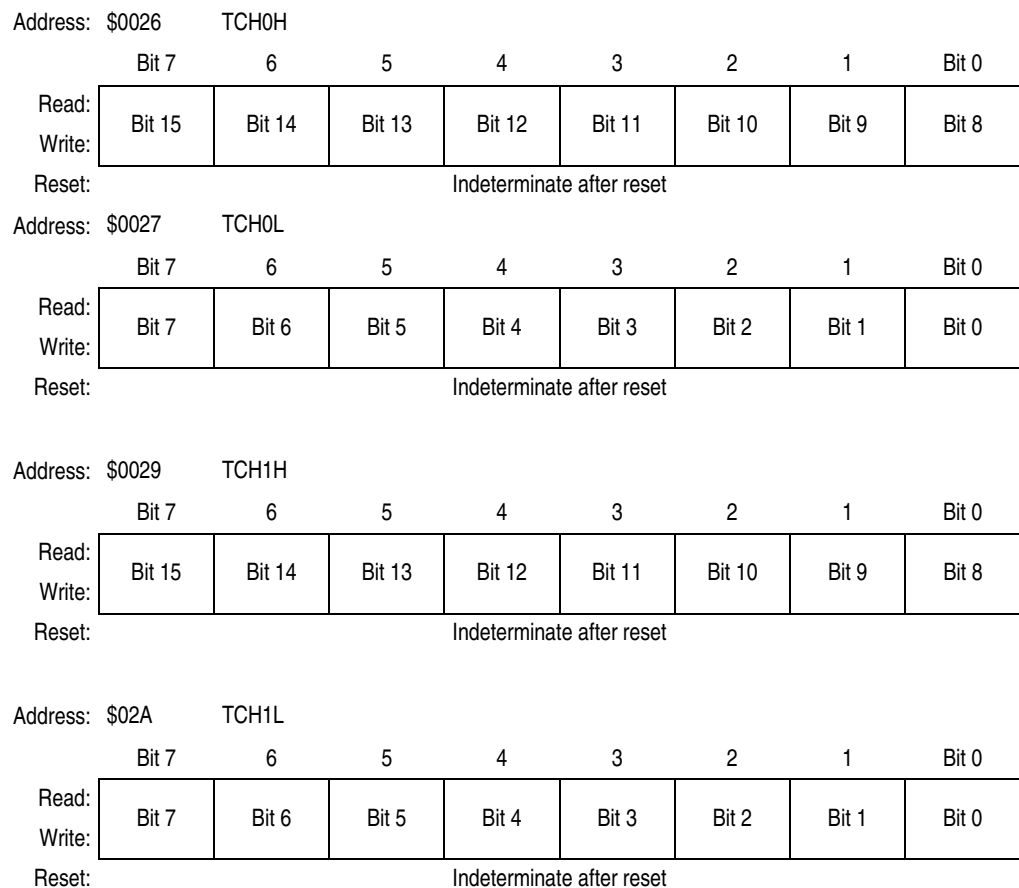 Address: $0026 TCH0H
Bit 7 6 5 4 3 2 1 Bit 0
Read:
Bit 15 Bit 14 Bit 13 Bit 12 Bit 11 Bit 10 Bit 9 Bit 8
Write:
Reset: Indeterminate after reset
Address: $0027 TCH0L
Bit 7 6 5 4 3 2 1 Bit 0
Read:
Bit 7 Bit 6 Bit 5 Bit 4 Bit 3 Bit 2 Bit 1 Bit 0
Write:
Reset: Indeterminate after reset
Address: $0029 TCH1H
Bit 7 6 5 4 3 2 1 Bit 0
Read:
Bit 15 Bit 14 Bit 13 Bit 12 Bit 11 Bit 10 Bit 9 Bit 8
Write:
Reset: Indeterminate after reset
Address: $02A TCH1L
Bit 7 6 5 4 3 2 1 Bit 0
Read:
Bit 7 Bit 6 Bit 5 Bit 4 Bit 3 Bit 2 Bit 1 Bit 0
Write:
Reset: Indeterminate after reset